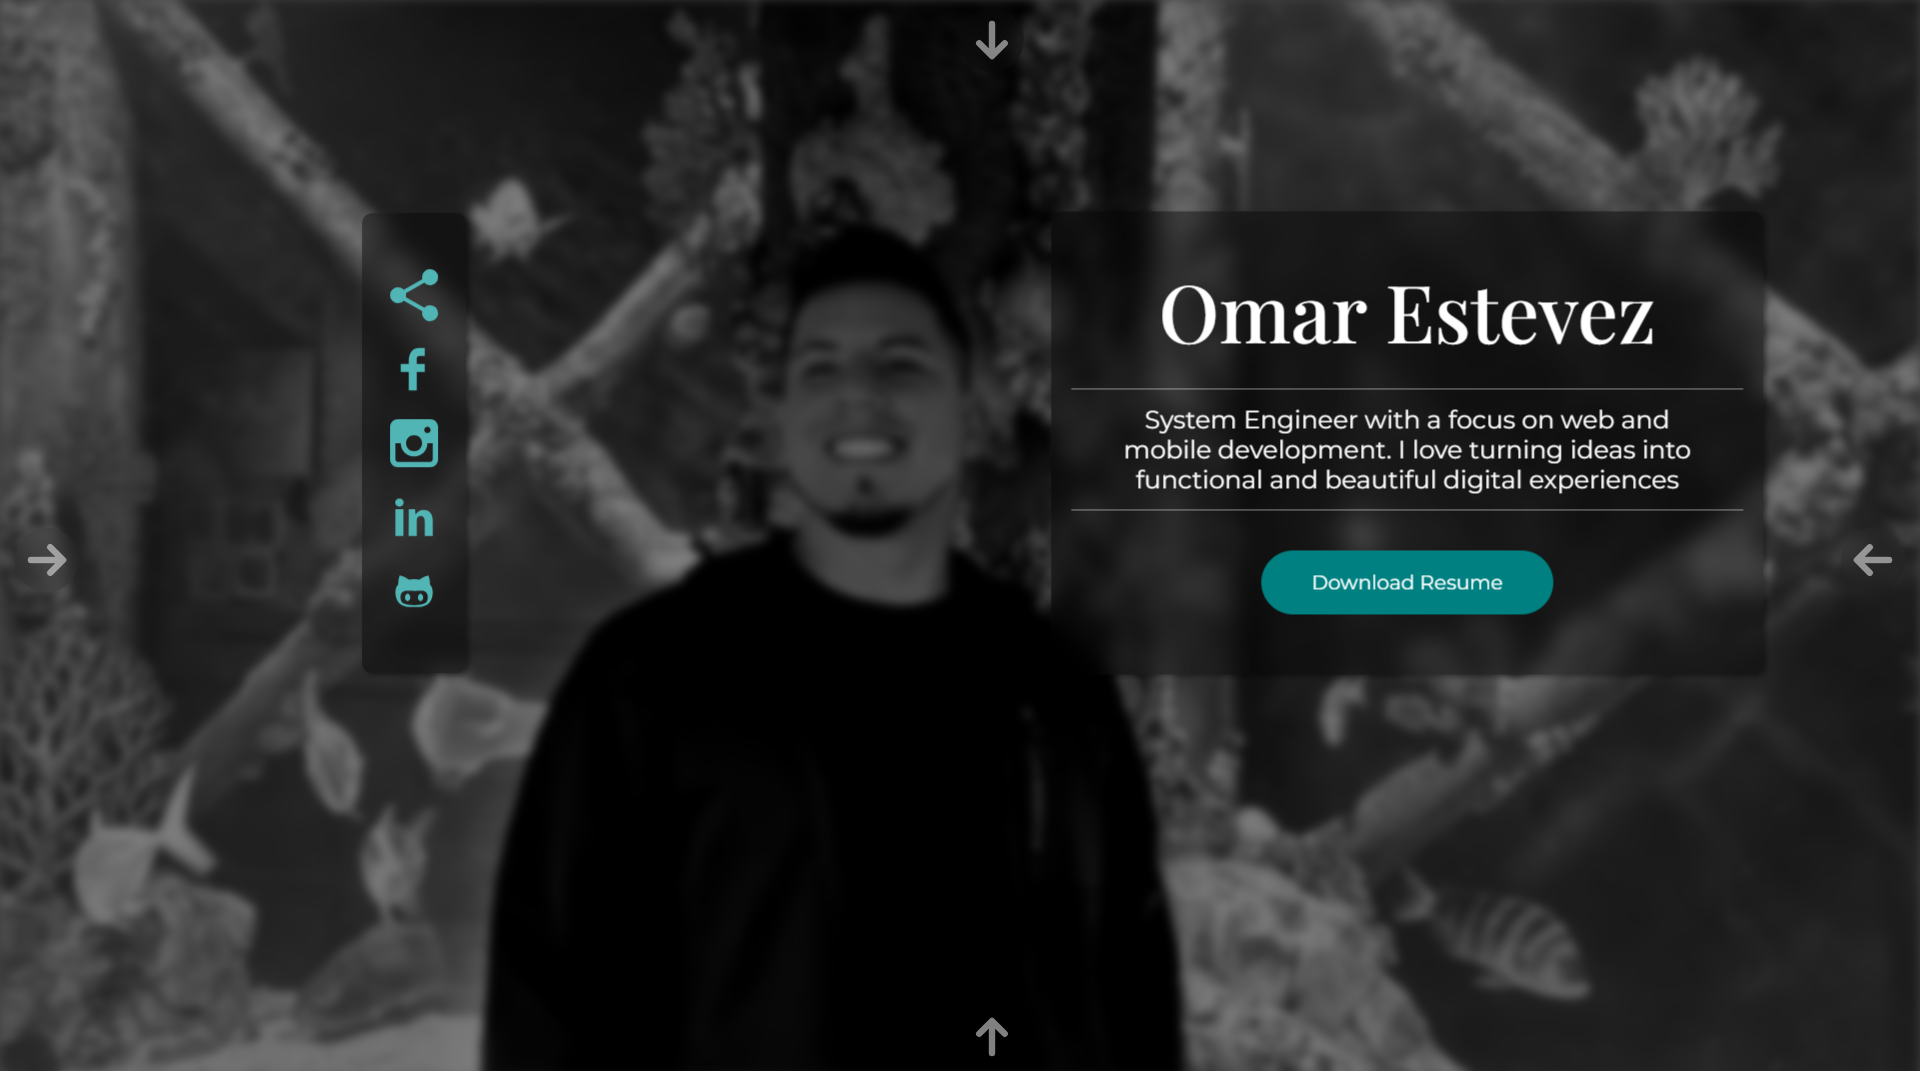 Omar Estevez
System Engineer with a focus on web and
mobile development. I love turning ideas into
functional and beautiful digital experiences
Download Resume